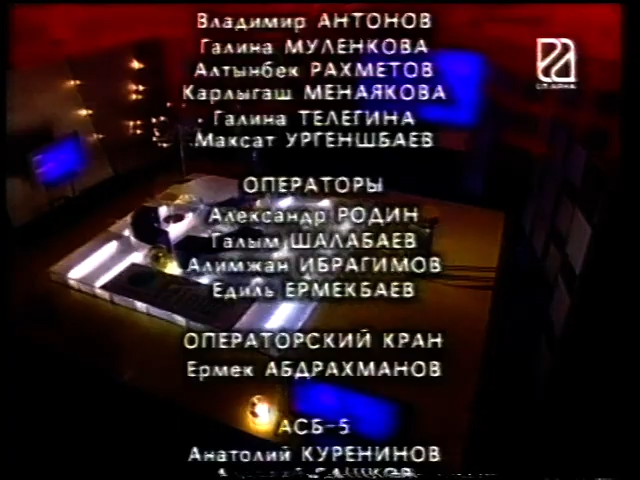 Владимир АНТОНОВ
Галина МУЛЕНКОВА
Алтынбек РАХМЕТОВ
Карлыгаш МЕНАЯКОВА
Галина ТЕЛЕГИНА
Максат УРГЕНШБАЕВ
ОПЕРАТОРЫ
Александр РОДИН
Галым ШАЛАБАЕВ
Алимжан ИБРАГИМОВ
Едиль ЕРМЕКБАЕВ
ОПЕРАТОРСКИЙ КРАН
Ермек АБДРАХМАНОВ
АСБ-5
Анатолий КУРЕНИНОВ